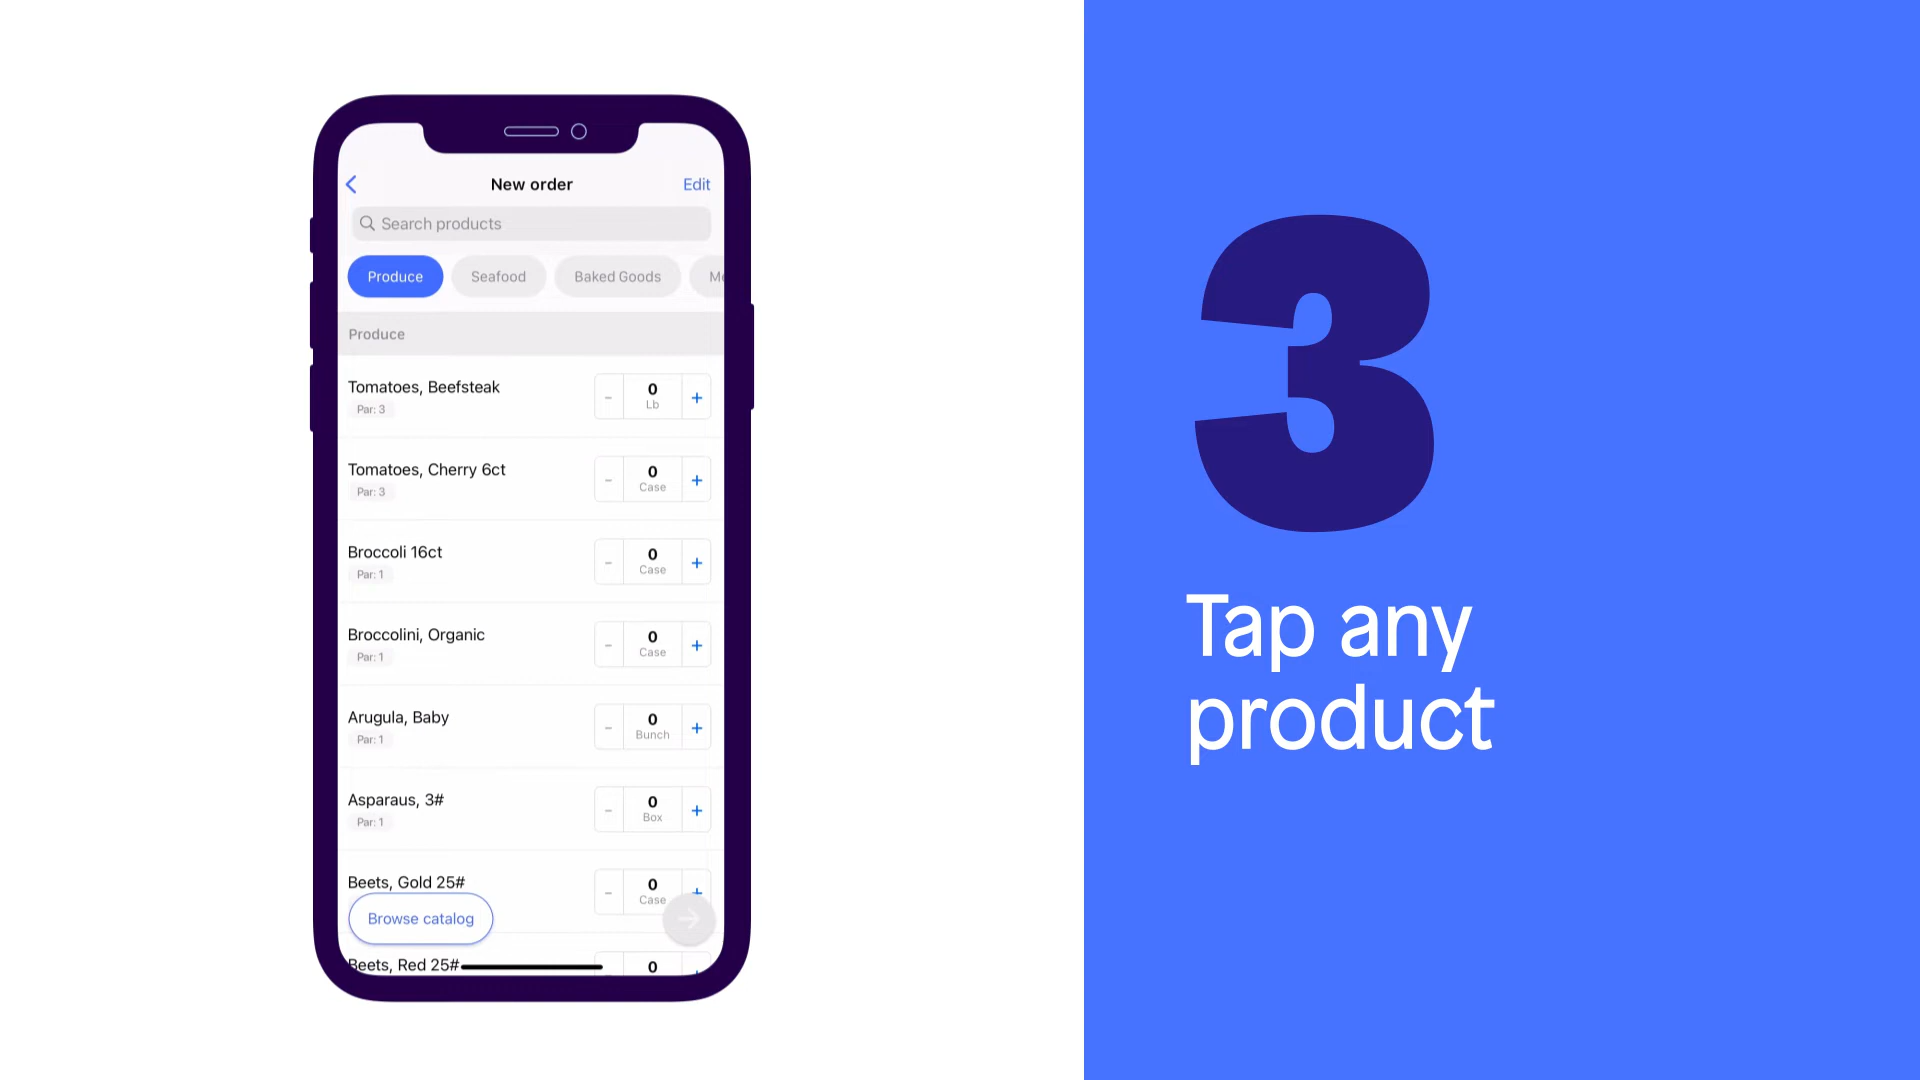 New order
Edit
Search products
Produce
Seafood
Baked Goods
Me
Produce
Tomatoes, Beefsteak
Par: 3
- 0 +
Lb
Tomatoes, Cherry 6ct
Par: 3
- 0 +
Case
Broccoli 16ct
Par: 1
- 0 +
Case
Broccolini, Organic
Par: 1
- 0 +
Case
Arugula, Baby
Par: 1
- 0 +
Bunch
Asparaus, 3#
Par: 1
- 0 +
Box
Beets, Gold 25#
- 0 +
Case
Browse catalog
Beets, Red 25#
0 +
3
Tap any
product